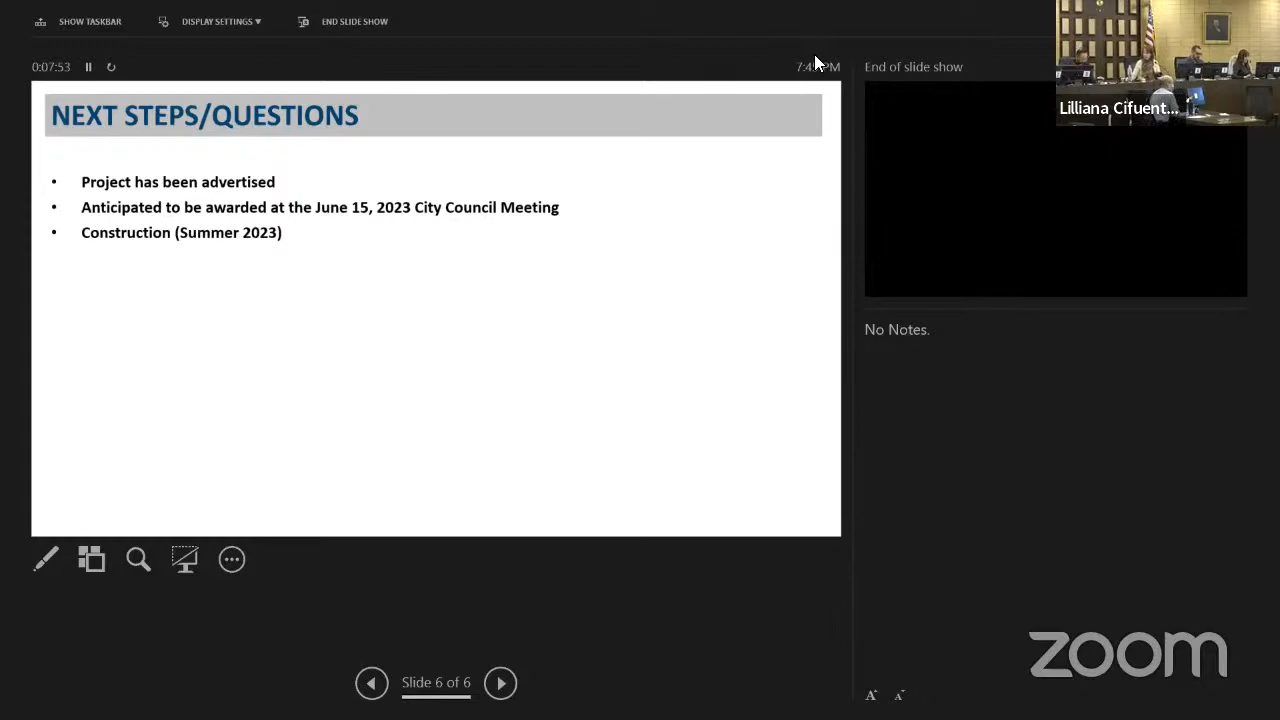 SHOW TASKBAR
DISPLAY SETTINGS ▾
END SLIDE SHOW
0:07:53
PM
End of slide show
Lilliana Cifuent...
NEXT STEPS/QUESTIONS
• Project has been advertised
• Anticipated to be awarded at the June 15, 2023 City Council Meeting
• Construction (Summer 2023)
No Notes.
Slide 6 of 6
A A
zoom